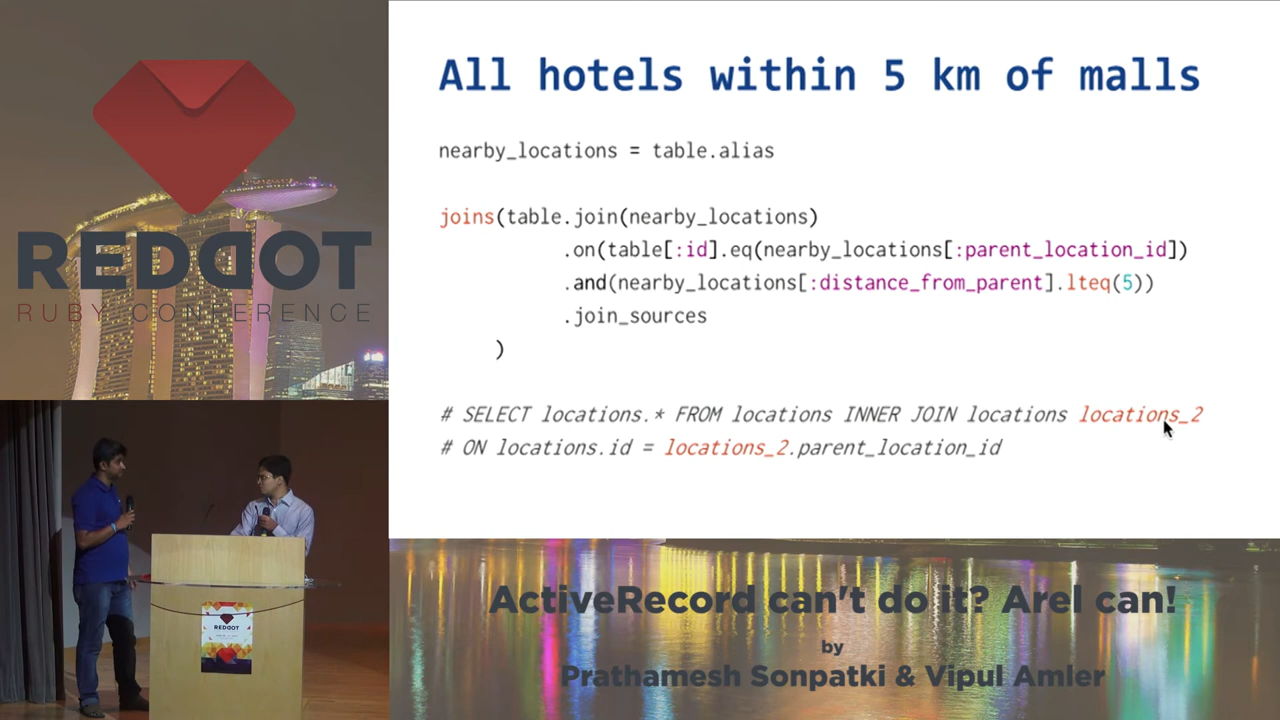 REDDOT
RUBY CONFERENCE
All hotels within 5 km of malls
nearby_locations = table.alias
joins(table.join(nearby_locations)
.on(table[:id].eq(nearby_locations[:parent_location_id])
.and(nearby_locations[:distance_from_parent].lteq(5))
.join_sources
)
# SELECT locations.* FROM locations INNER JOIN locations locations_2
# ON locations.id = locations_2.parent_location_id
REDDOT
ActiveRecord can't do it? Arel can!
by
Prathamesh Sonpatki & Vipul Amler